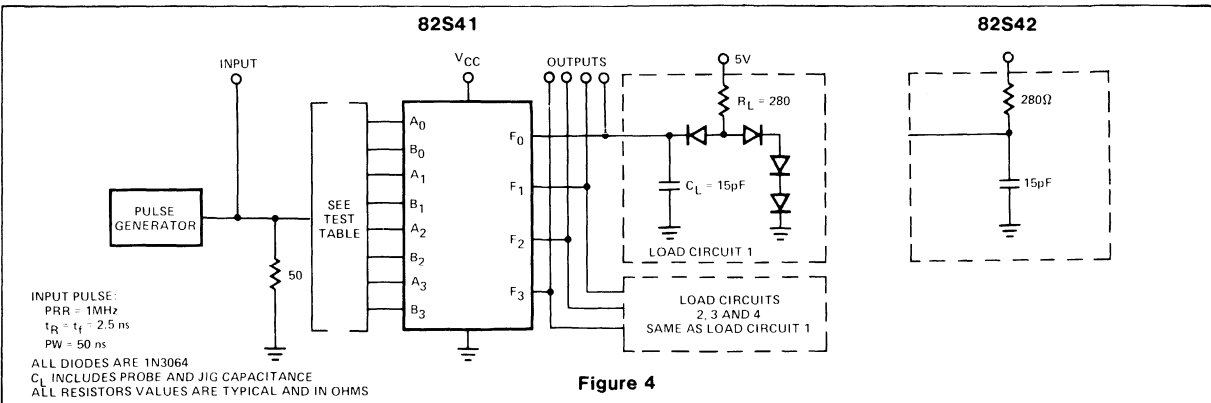 82S41
82S42
INPUT
VCC
OUTPUTS
5V
RL = 280
280Ω
A0
B0
A1
B1
A2
B2
A3
B3
F0
F1
F2
F3
PULSE
GENERATOR
SEE
TEST
TABLE
50
CL = 15pF
15pF
LOAD CIRCUIT 1
LOAD CIRCUITS
2, 3 AND 4
SAME AS LOAD CIRCUIT 1
INPUT PULSE:
PRR = 1MHz
tR = tf = 2.5 ns
PW = 50 ns
ALL DIODES ARE 1N3064
CL INCLUDES PROBE AND JIG CAPACITANCE
ALL RESISTORS VALUES ARE TYPICAL AND IN OHMS
Figure 4